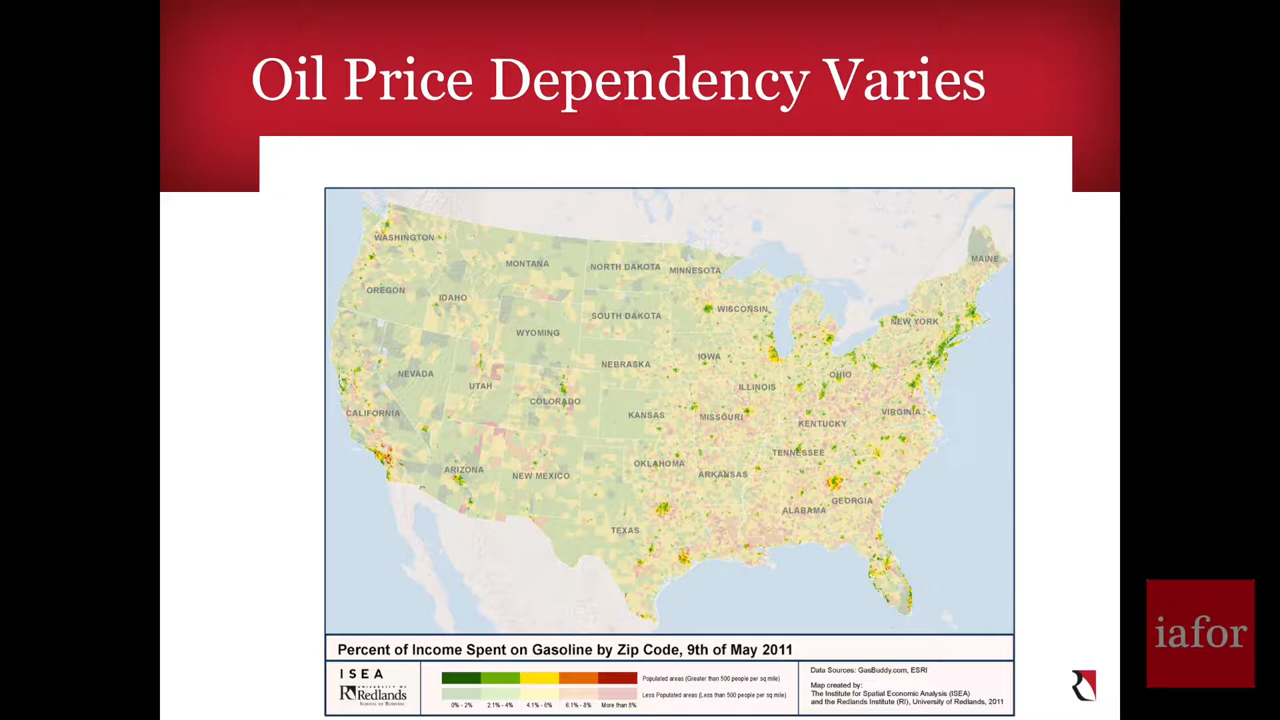 Oil Price Dependency Varies
WASHINGTON
MAINE
MONTANA
NORTH DAKOTA
MINNESOTA
OREGON
IDAHO
WISCONSIN
NEW YORK
SOUTH DAKOTA
WYOMING
IOWA
NEBRASKA
NEVADA
OHIO
UTAH
ILLINOIS
COLORADO
CALIFORNIA
KANSAS
MISSOURI
VIRGINIA
KENTUCKY
TENNESSEE
ARIZONA
NEW MEXICO
OKLAHOMA
ARKANSAS
GEORGIA
ALABAMA
TEXAS
iafor
Percent of Income Spent on Gasoline by Zip Code, 9th of May 2011
ISEA
UNIVERSITY OF
Redlands
SCHOOL OF BUSINESS
Populated areas (Greater than 500 people per sq mile)
Less Populated areas (Less than 500 people per sq mile)
0% - 2% 2.1% - 4% 4.1% - 6% 6.1% - 8% More than 8%
Data Sources: GasBuddy.com, ESRI
Map created by:
The Institute for Spatial Economic Analysis (ISEA)
and the Redlands Institute (RI), University of Redlands, 2011